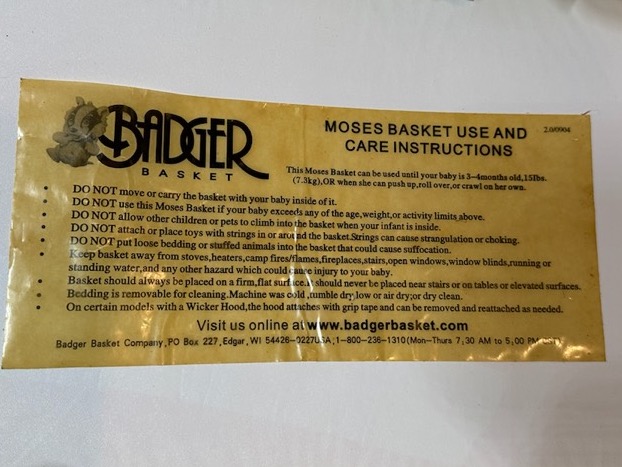 BADGER
BASKET
MOSES BASKET USE AND
CARE INSTRUCTIONS
2.0/0904
This Moses Basket can be used until your baby is 3-4months old,15Ibs.
(7.3kg),OR when she can push up,roll over,or crawl on her own.
• DO NOT move or carry the basket with your baby inside of it.
• DO NOT use this Moses Basket if your baby exceeds any of the age,weight,or activity limits above.
• DO NOT allow other children or pets to climb into the basket when your infant is inside.
• DO NOT attach or place toys with strings in or around the basket.Strings can cause strangulation or choking.
• DO NOT put loose bedding or stuffed animals into the basket that could cause suffocation.
• Keep basket away from stoves,heaters,camp fires/flames,fireplaces,stairs,open windows,window blinds,running or
standing water,and any other hazard which could cause injury to your baby.
• Basket should always be placed on a firm,flat surface.It should never be placed near stairs or on tables or elevated surfaces.
• Bedding is removable for cleaning.Machine was cold ,tumble dry low or air dry;or dry clean.
• On certain models with a Wicker Hood,the hood attaches with grip tape and can be removed and reattached as needed.
Visit us online at www.badgerbasket.com
Badger Basket Company,PO Box 227,Edgar,WI 54426-0227USA,1-800-236-1310(Mon-Thurs 7;30 AM to 5;00 PM